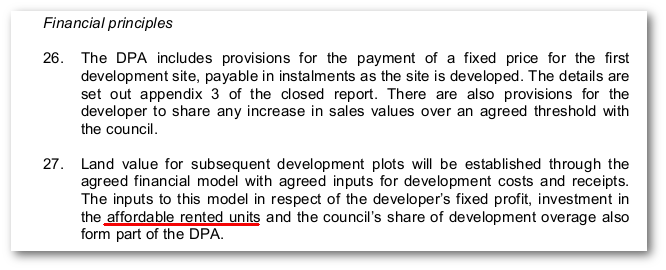 Financial principles
26. The DPA includes provisions for the payment of a fixed price for the first
development site, payable in instalments as the site is developed. The details are
set out appendix 3 of the closed report. There are also provisions for the
developer to share any increase in sales values over an agreed threshold with
the council.
27. Land value for subsequent development plots will be established through the
agreed financial model with agreed inputs for development costs and receipts.
The inputs to this model in respect of the developer's fixed profit, investment in
the affordable rented units and the council's share of development overage also
form part of the DPA.